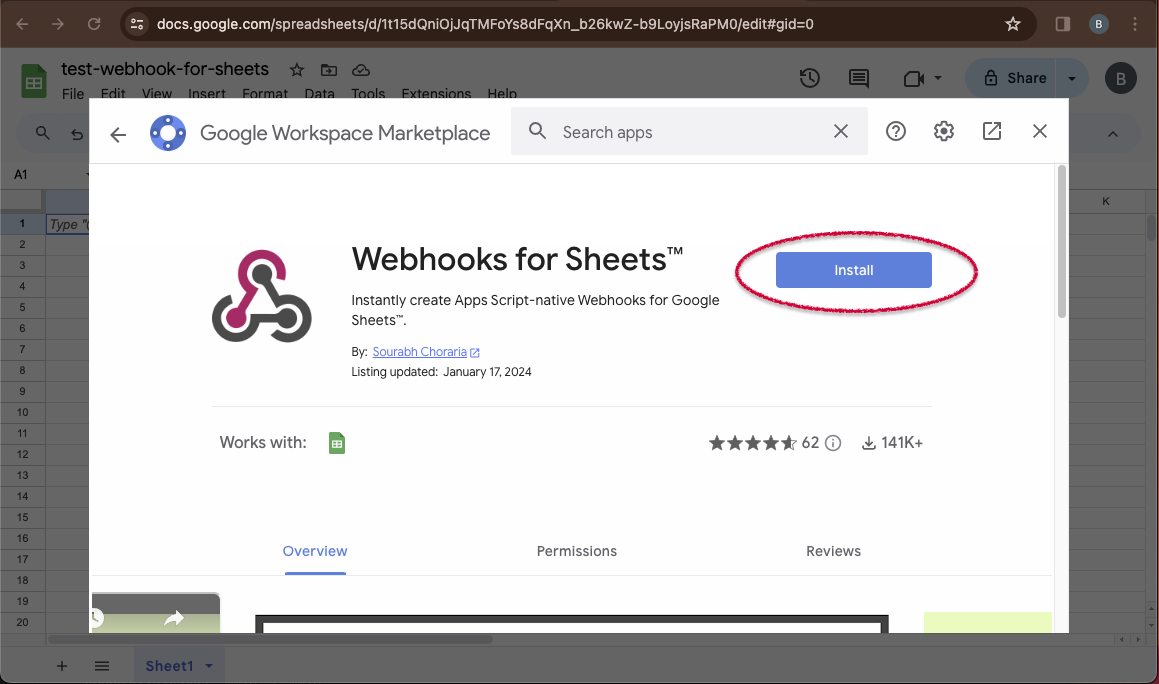 docs.google.com/spreadsheets/d/1t15dQniOjJqTMFoYs8dFqXn_b26kwZ-b9LoyjsRaPM0/edit#gid=0
B
test-webhook-for-sheets
File Edit View Insert Format Data Tools Extensions Help
Share
B
Google Workspace Marketplace
Search apps
A1
K
1 Type "(
2
3
4
5
6
7
8
9
10
11
12
13
14
15
16
17
18
19
20
Webhooks for Sheets™
Install
Instantly create Apps Script-native Webhooks for Google
Sheets™.
By: Sourabh Choraria
Listing updated: January 17, 2024
Works with:
62
141K+
Overview
Permissions
Reviews
Sheet1